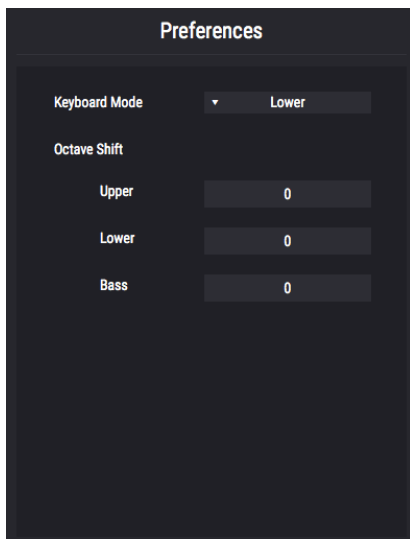 Preferences
Keyboard Mode ▾ Lower
Octave Shift
Upper 0
Lower 0
Bass 0